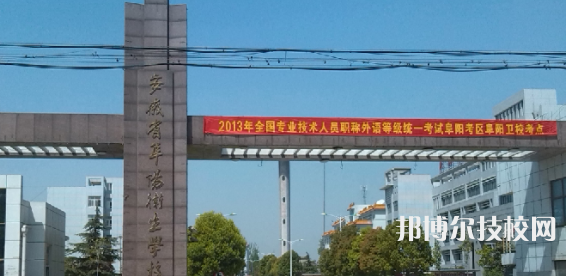 安徽省阜阳卫生学校
2013年全国专业技术人员职称外语等级统一考试阜阳考区阜阳卫校考点
邦博尔技校网